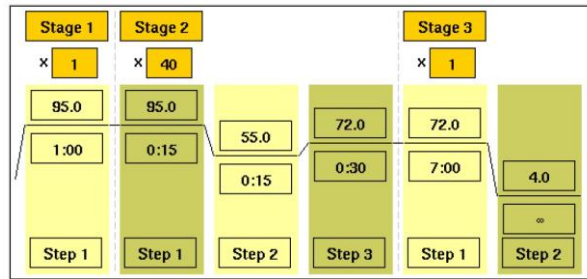 Stage 1 Stage 2 Stage 3
x 1 x 40 x 1
95.0 95.0 55.0 72.0 72.0 4.0
1:00 0:15 0:15 0:30 7:00 ∞
Step 1 Step 1 Step 2 Step 3 Step 1 Step 2